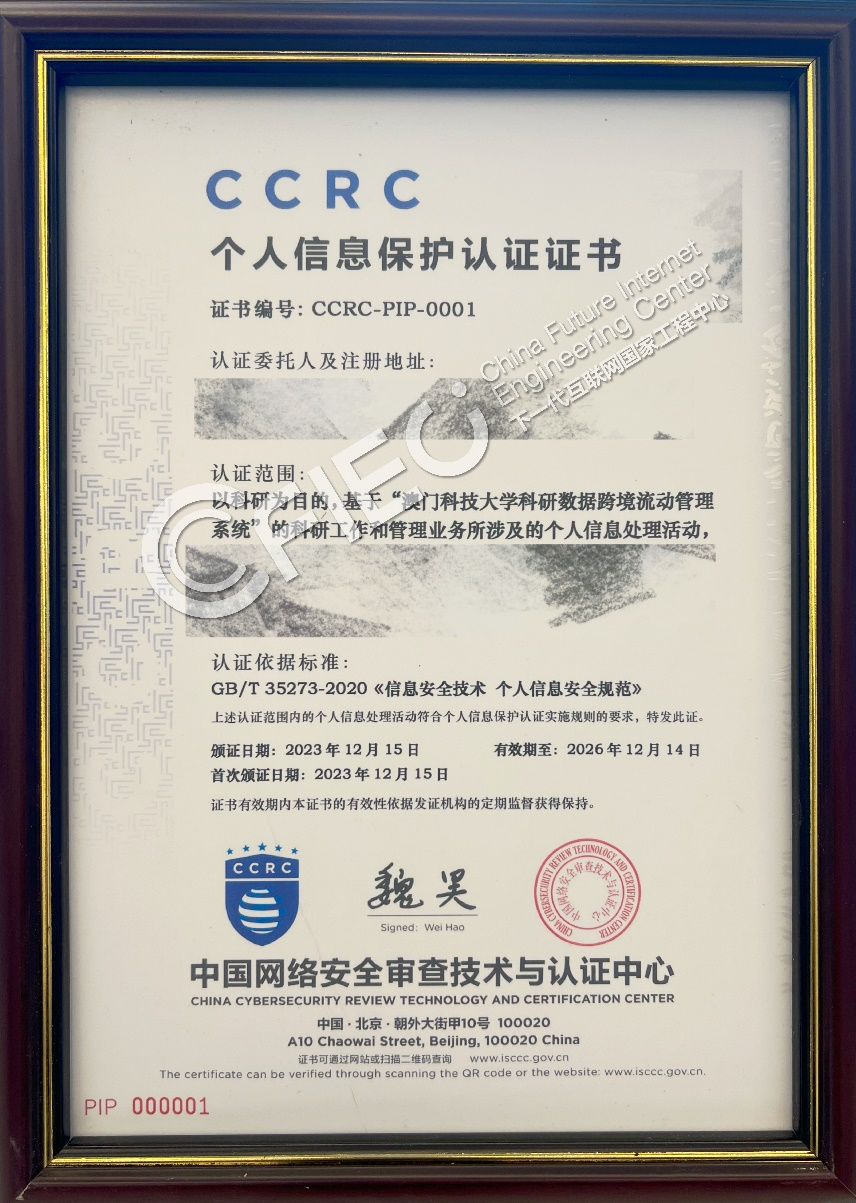 CCRC
个人信息保护认证证书
证书编号: CCRC-PIP-0001
认证委托人及注册地址:
CFIEC
China Future Internet
Engineering Center
下一代互联网国家工程中心
认证范围:
以科研为目的, 基于“澳门科技大学科研数据跨境流动管理
系统”的科研工作和管理业务所涉及的个人信息处理活动,
认证依据标准:
GB/T 35273-2020《信息安全技术 个人信息安全规范》
上述认证范围内的个人信息处理活动符合个人信息保护认证实施规则的要求, 特发此证。
颁证日期: 2023 年 12 月 15 日 有效期至: 2026 年 12 月 14 日
首次颁证日期: 2023 年 12 月 15 日
证书有效期内本证书的有效性依据发证机构的定期监督获得保持。
CCRC
魏昊
Signed: Wei Hao
CHINA CYBERSECURITY REVIEW TECHNOLOGY AND CERTIFICATION CENTER
中国网络安全审查技术与认证中心
中国网络安全审查技术与认证中心
CHINA CYBERSECURITY REVIEW TECHNOLOGY AND CERTIFICATION CENTER
中国·北京·朝外大街甲10号 100020
A10 Chaowai Street, Beijing, 100020 China
证书可通过网站或扫描二维码查询 www.isccc.gov.cn
The certificate can be verified through scanning the QR code or the website: www.isccc.gov.cn.
PIP 000001